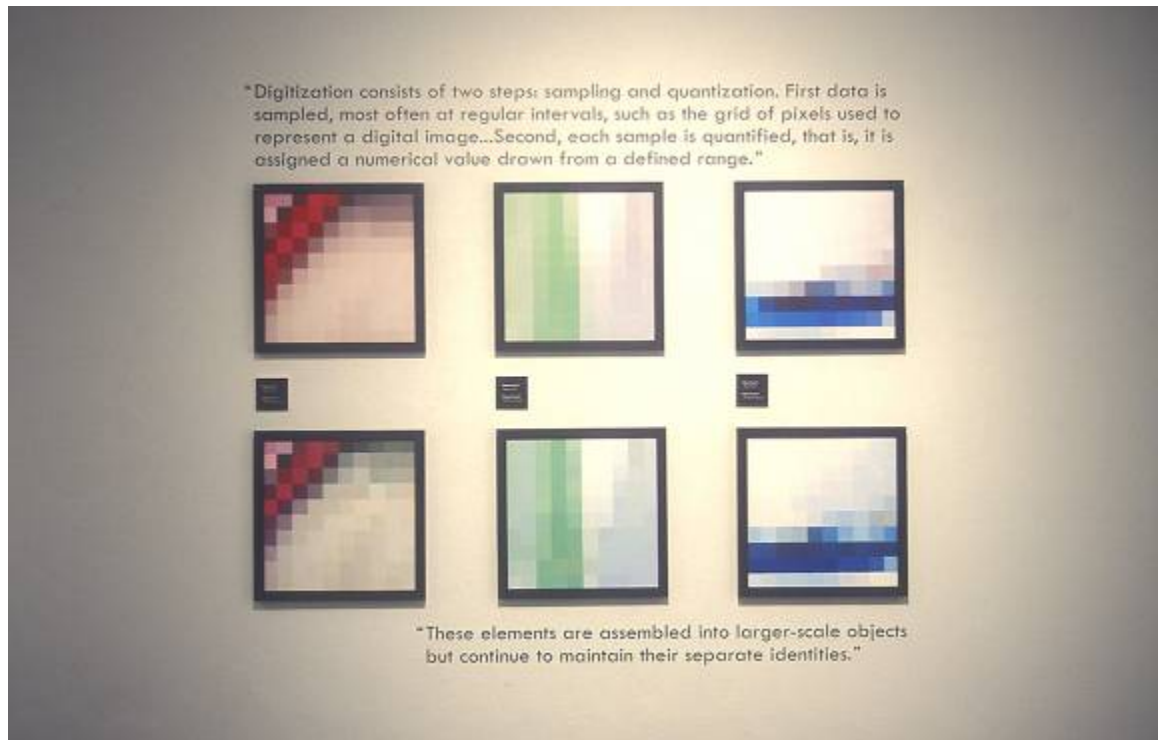 “Digitization consists of two steps: sampling and quantization. First data is
sampled, most often at regular intervals, such as the grid of pixels used to
represent a digital image...Second, each sample is quantified, that is, it is
assigned a numerical value drawn from a defined range.”
“These elements are assembled into larger-scale objects
but continue to maintain their separate identities.”